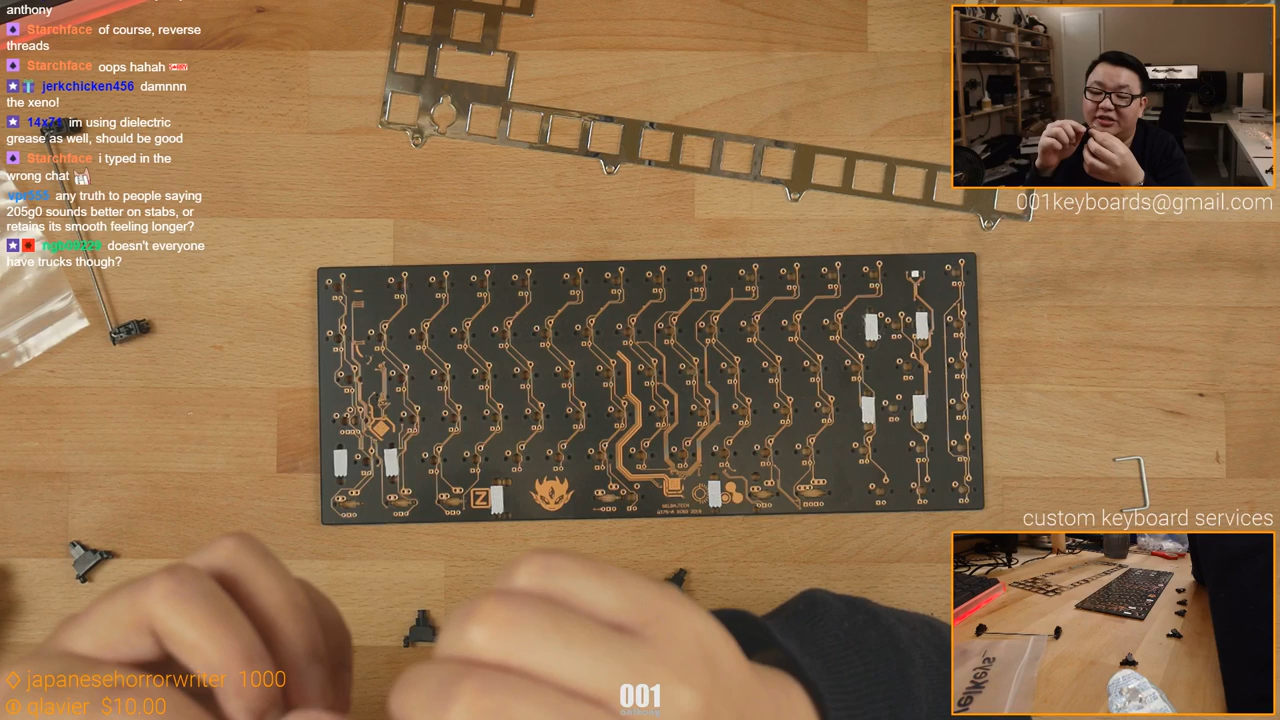 anthony
Starchface of course, reverse
threads
Starchface oops hahah
jerkchicken456 damnnn
the xeno!
im using dielectric
grease as well, should be good
Starchface i typed in the
wrong chat
vpr555 any truth to people saying
205g0 sounds better on stabs, or
retains its smooth feeling longer?
doesn't everyone
have trucks though?
001keyboards@gmail.com
custom keyboard services
Z
japanesehorrorwriter 1000
glavier $10.00
001